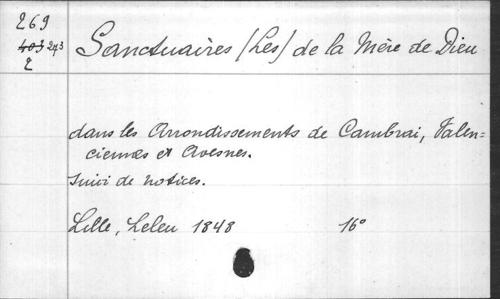 269
403 243
2
Sanctuaires (Les) de la Mère de Dieu
dans les Arrondissements de Cambrai, Valen=
ciennes et Avesnes.
Suivi de notices.
Lille, Leleu 1848 16°